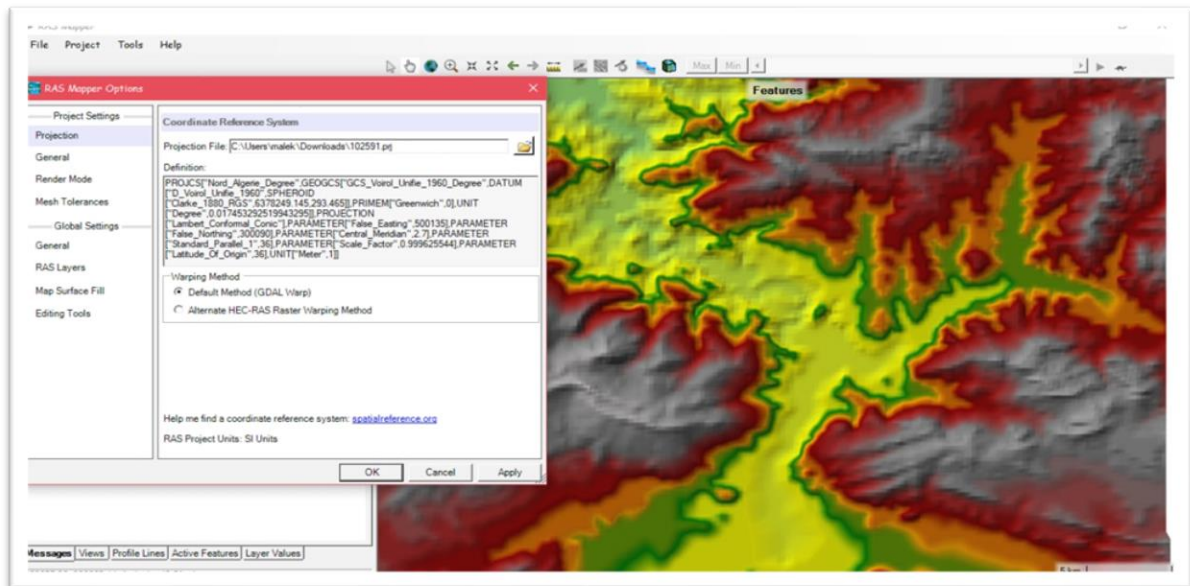 RAS Mapper
File Project Tools Help
Max Min
RAS Mapper Options
Features
Project Settings
Projection
General
Render Mode
Mesh Tolerances
Global Settings
General
RAS Layers
Map Surface Fill
Editing Tools
Coordinate Reference System
Projection File: C:\Users\malek\Downloads\102591.prj
Definition:
PROJCS["Nord_Algerie_Degree",GEOGCS["GCS_Voirol_Unifie_1960_Degree",DATUM
["D_Voirol_Unifie_1960",SPHEROID
["Clarke_1880_RGS",6378249.145,293.465]],PRIMEM["Greenwich",0],UNIT
["Degree",0.017453292519943295]],PROJECTION
["Lambert_Conformal_Conic"],PARAMETER["False_Easting",500135],PARAMETER
["False_Northing",300090],PARAMETER["Central_Meridian",2.7],PARAMETER
["Standard_Parallel_1",36],PARAMETER["Scale_Factor",0.999625544],PARAMETER
["Latitude_Of_Origin",36],UNIT["Meter",1]]
Warping Method
Default Method (GDAL Warp)
Alternate HEC-RAS Raster Warping Method
Help me find a coordinate reference system: spatialreference.org
RAS Project Units: SI Units
OK Cancel Apply
Messages Views Profile Lines Active Features Layer Values
5 km